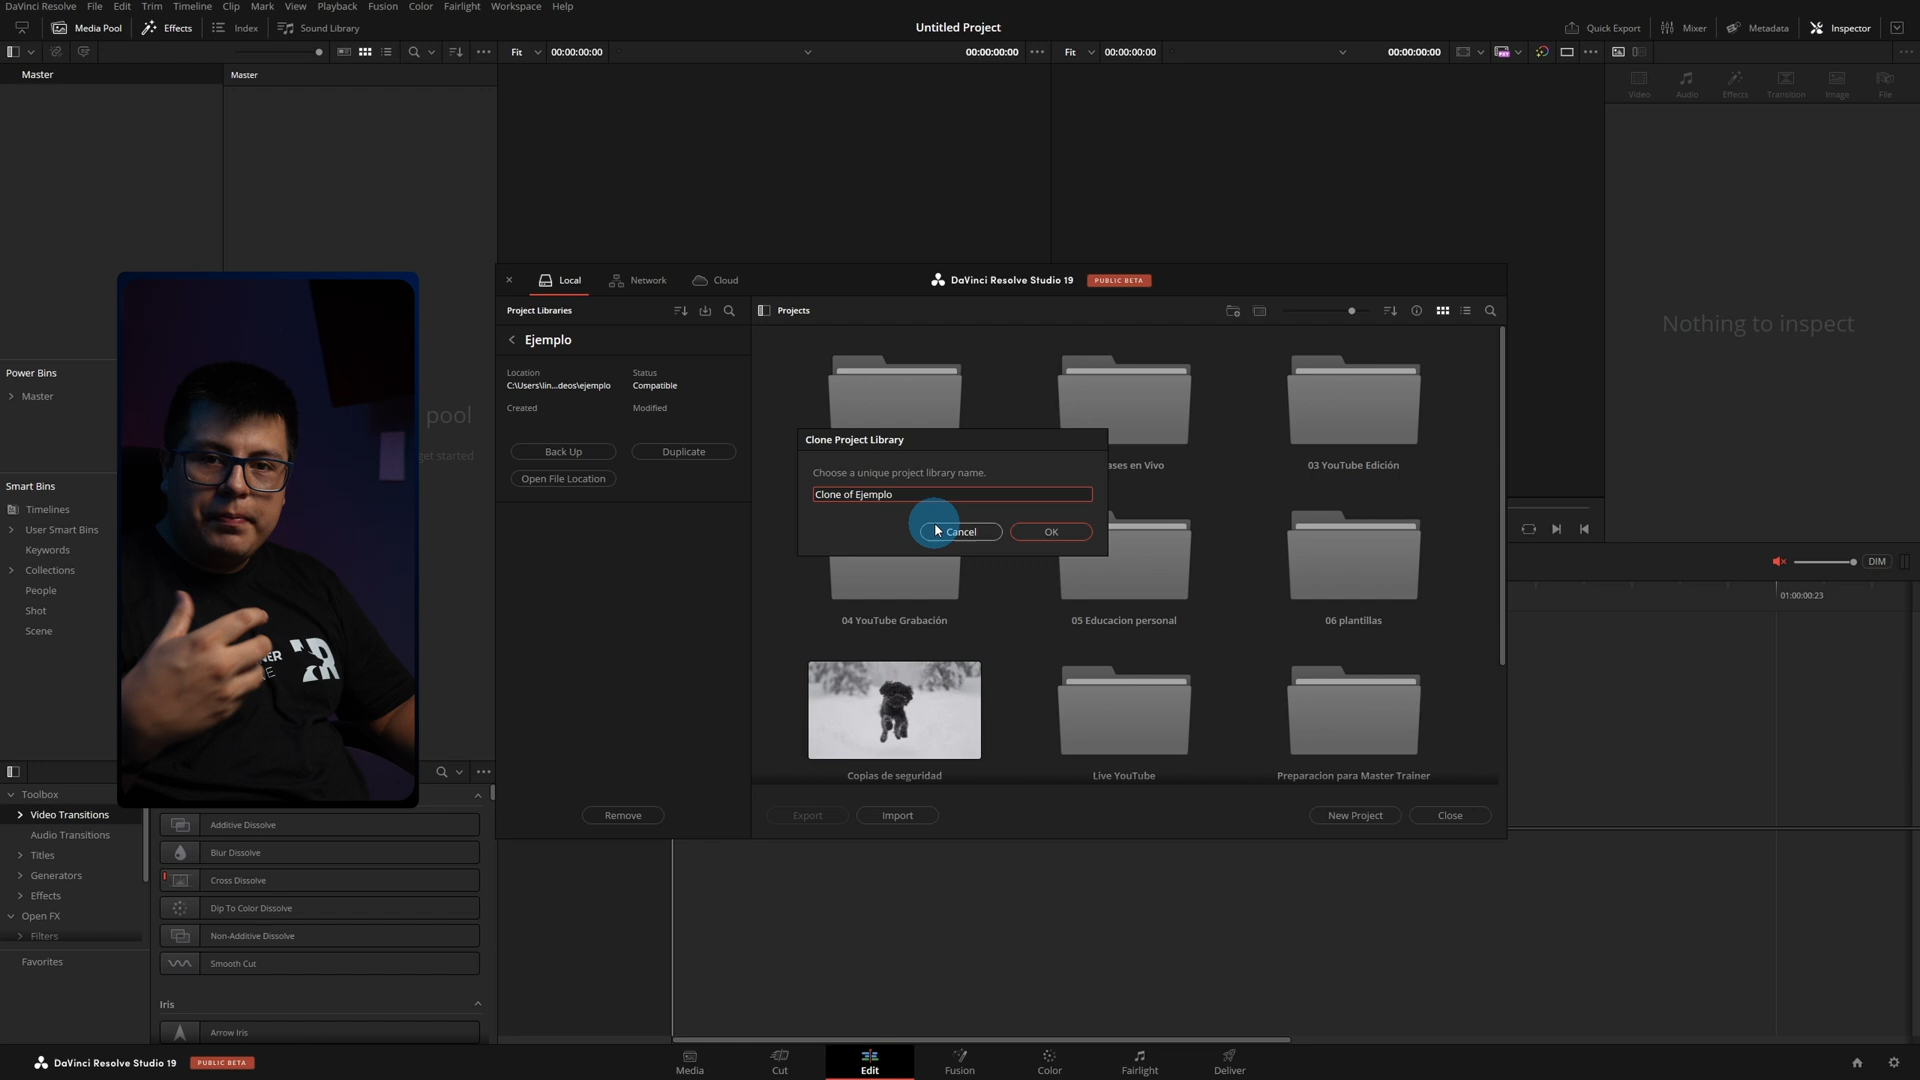 DaVinci Resolve File Edit Trim Timeline Clip Mark View Playback Fusion Color Fairlight Workspace Help
Media Pool Effects Index Sound Library
Untitled Project
Quick Export Mixer Metadata Inspector
Fit 00:00:00:00 00:00:00:00
Fit 00:00:00:00 00:00:00:00
Master
Master
Video Audio Effects Transition Image File
Nothing to inspect
Local Network Cloud
DaVinci Resolve Studio 19 PUBLIC BETA
Project Libraries
Projects
Ejemplo
Location
C:\Users\lin...deos\ejemplo
Status
Compatible
Created
Modified
Back Up Duplicate
Open File Location
Remove
Clone Project Library
Choose a unique project library name.
Clone of Ejemplo
Cancel OK
ases en Vivo
03 YouTube Edición
04 YouTube Grabación
05 Educacion personal
06 plantillas
Copias de seguridad
Live YouTube
Preparacion para Master Trainer
Export Import New Project Close
Power Bins
Master
pool
get started
Smart Bins
Timelines
User Smart Bins
Keywords
Collections
People
Shot
Scene
DIM
01:00:00:23
Toolbox
Video Transitions
Audio Transitions
Titles
Generators
Effects
Open FX
Filters
Favorites
Additive Dissolve
Blur Dissolve
Cross Dissolve
Dip To Color Dissolve
Non-Additive Dissolve
Smooth Cut
Iris
Arrow Iris
DaVinci Resolve Studio 19 PUBLIC BETA
Media Cut Edit Fusion Color Fairlight Deliver